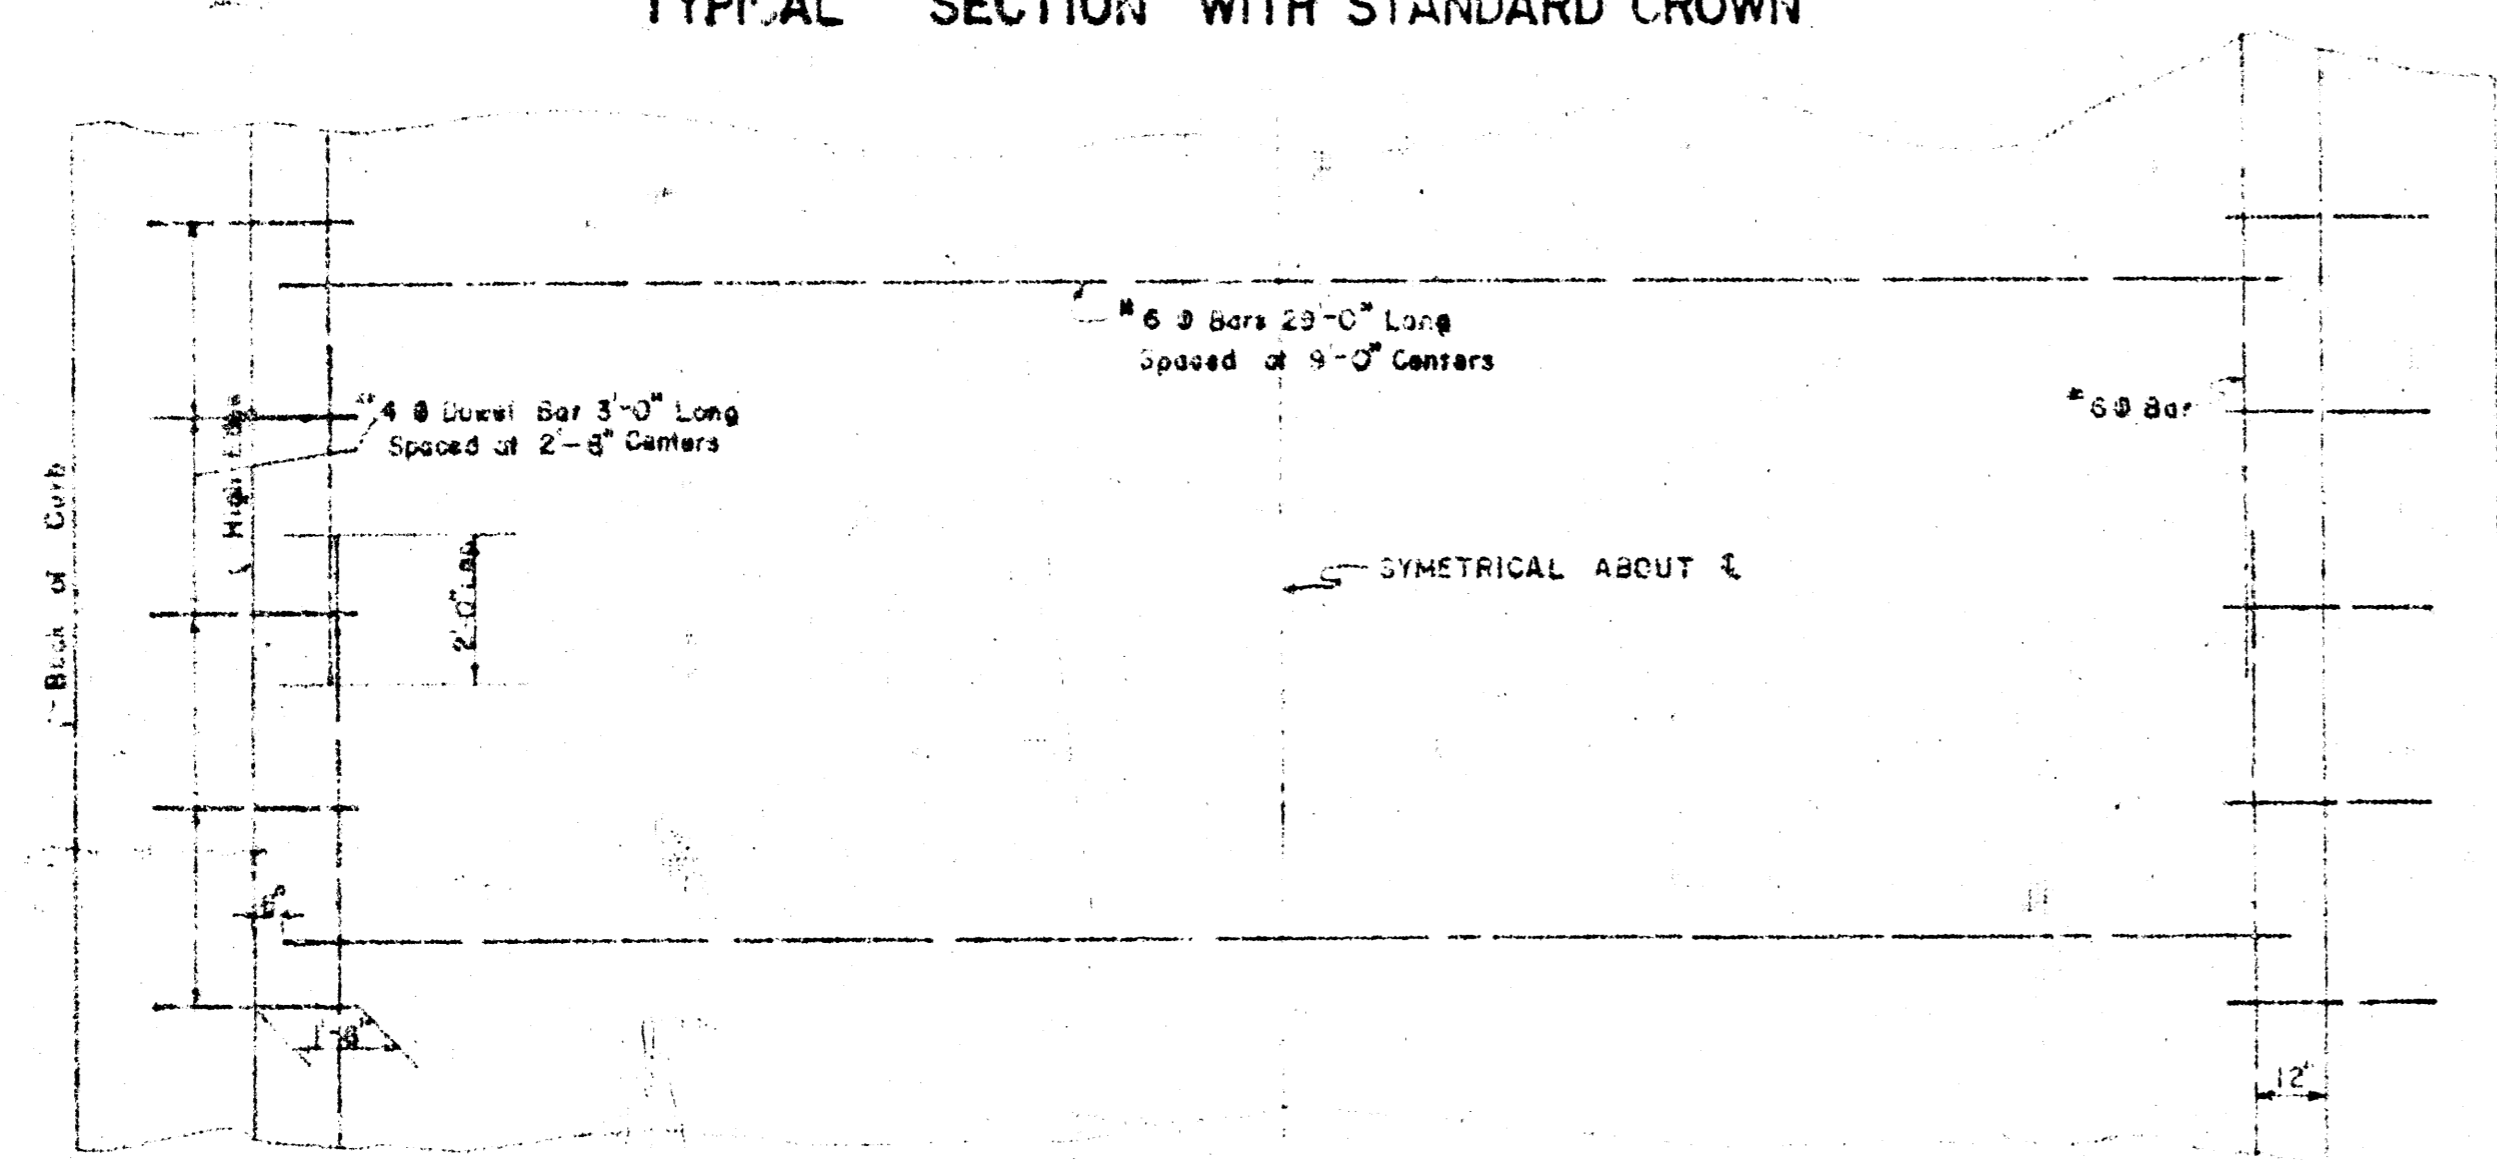 TYPICAL SECTION WITH STANDARD CROWN
#6 Φ Bars 29'-0" Long
Spaced at 9'-0" Centers
#4 Φ Dowel Bar 3'-0" Long
Spaced at 2'-8" Centers
#6 Φ Bar
Back of Curb
2'-0" Lap
SYMETRICAL ABOUT ℄
6"
1'-6"
12"